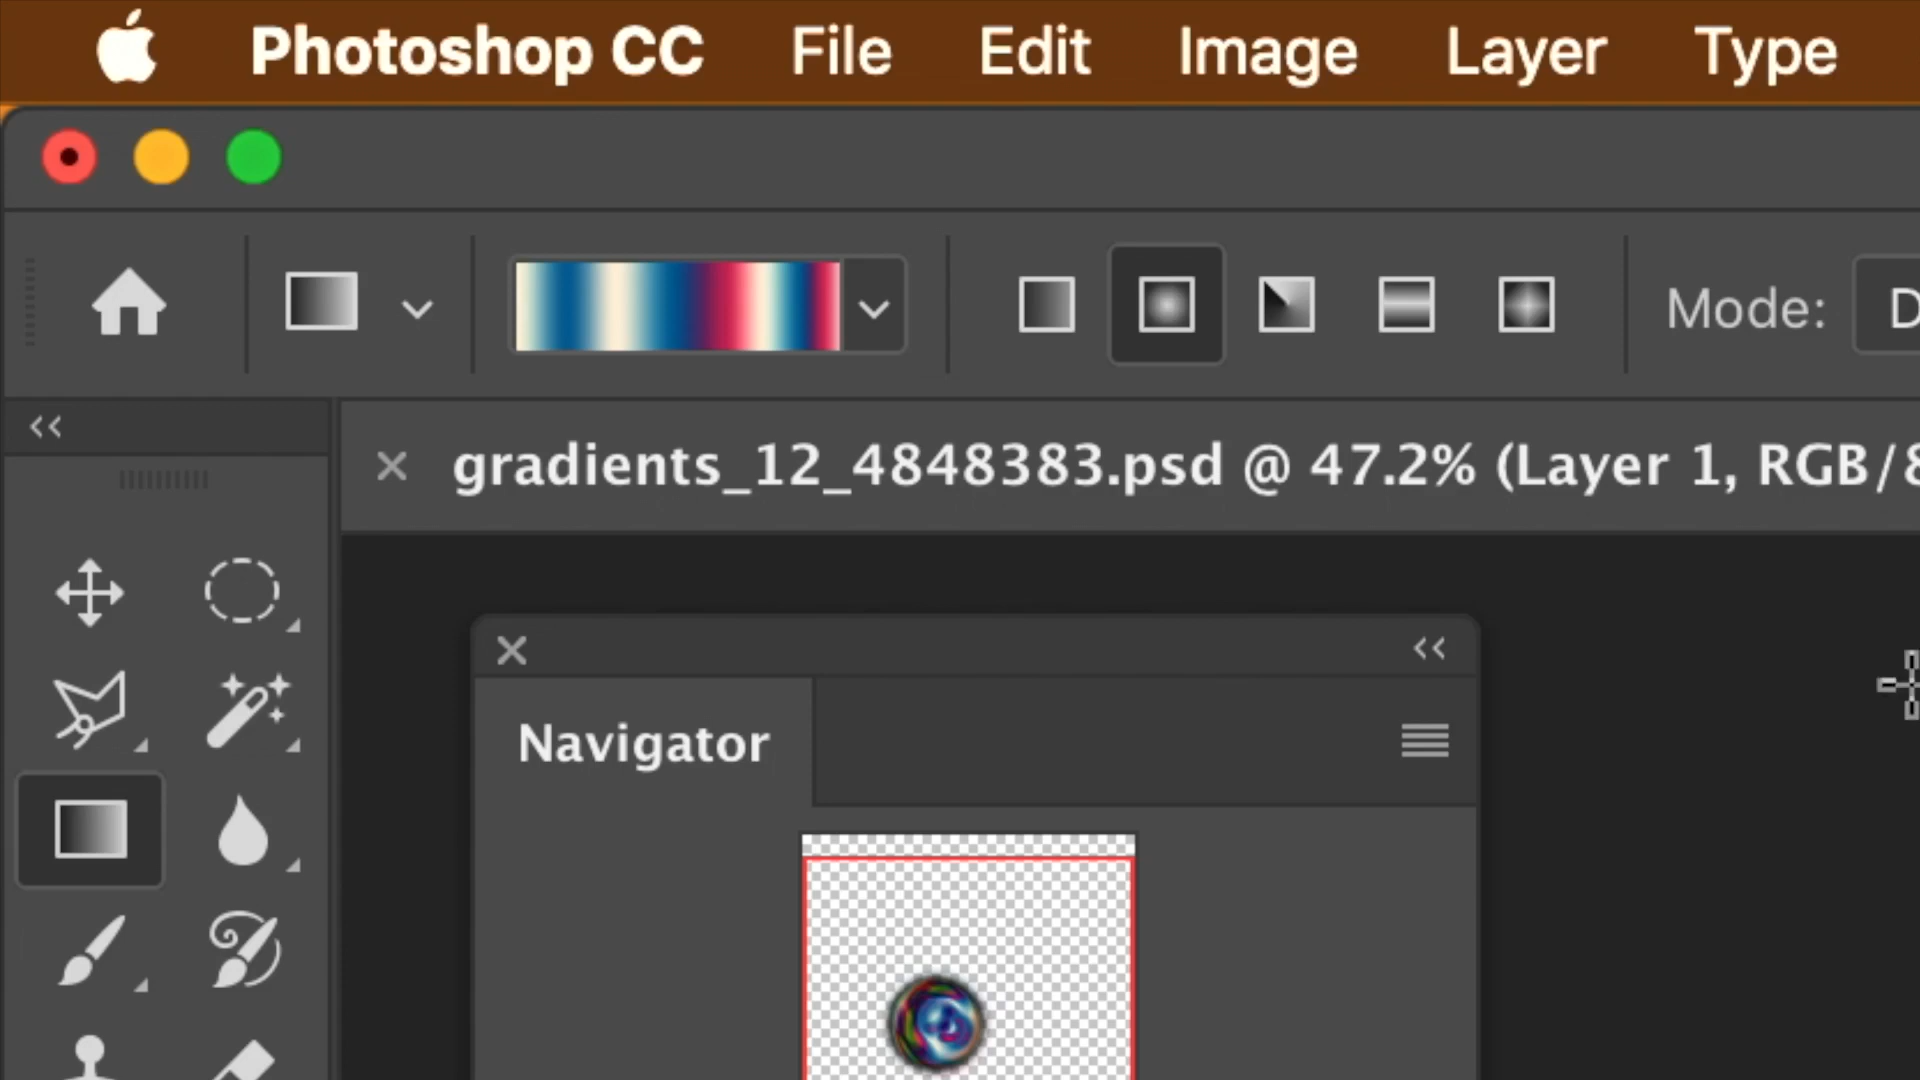 Photoshop CC File Edit Image Layer Type
Mode: D
gradients_12_4848383.psd @ 47.2% (Layer 1, RGB/8
Navigator